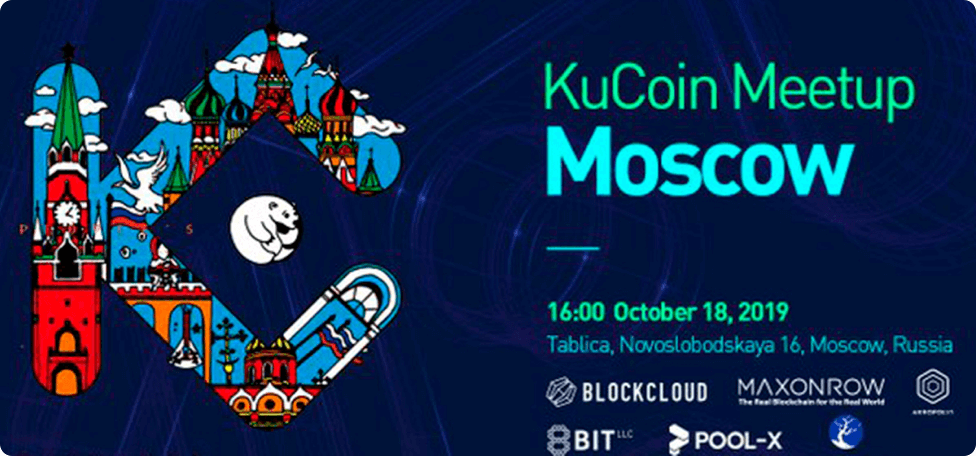 KuCoin Meetup
Moscow
16:00 October 18, 2019
Tablica, Novoslobodskaya 16, Moscow, Russia
BLOCKCLOUD
MAXONROW
The Real Blockchain for the Real World
AKROPOLIS
8BIT LLC
POOL-X